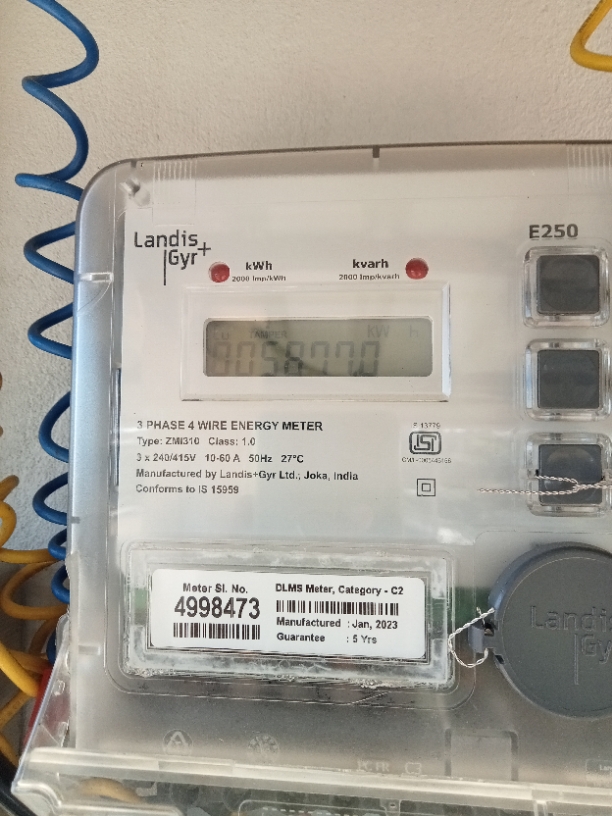 Landis
Gyr+
E250
kWh
2000 Imp/kWh
kvarh
2000 Imp/kvarh
kW h
3 PHASE 4 WIRE ENERGY METER
Type: ZMI310 Class: 1.0
3 x 240/415V 10-60 A 50Hz 27°C
Manufactured by Landis+Gyr Ltd., Joka, India
Conforms to IS 15959
Meter Sl. No.
4998473
DLMS Meter, Category - C2
Manufactured : Jan, 2023
Guarantee : 5 Yrs
Landis
Gyr